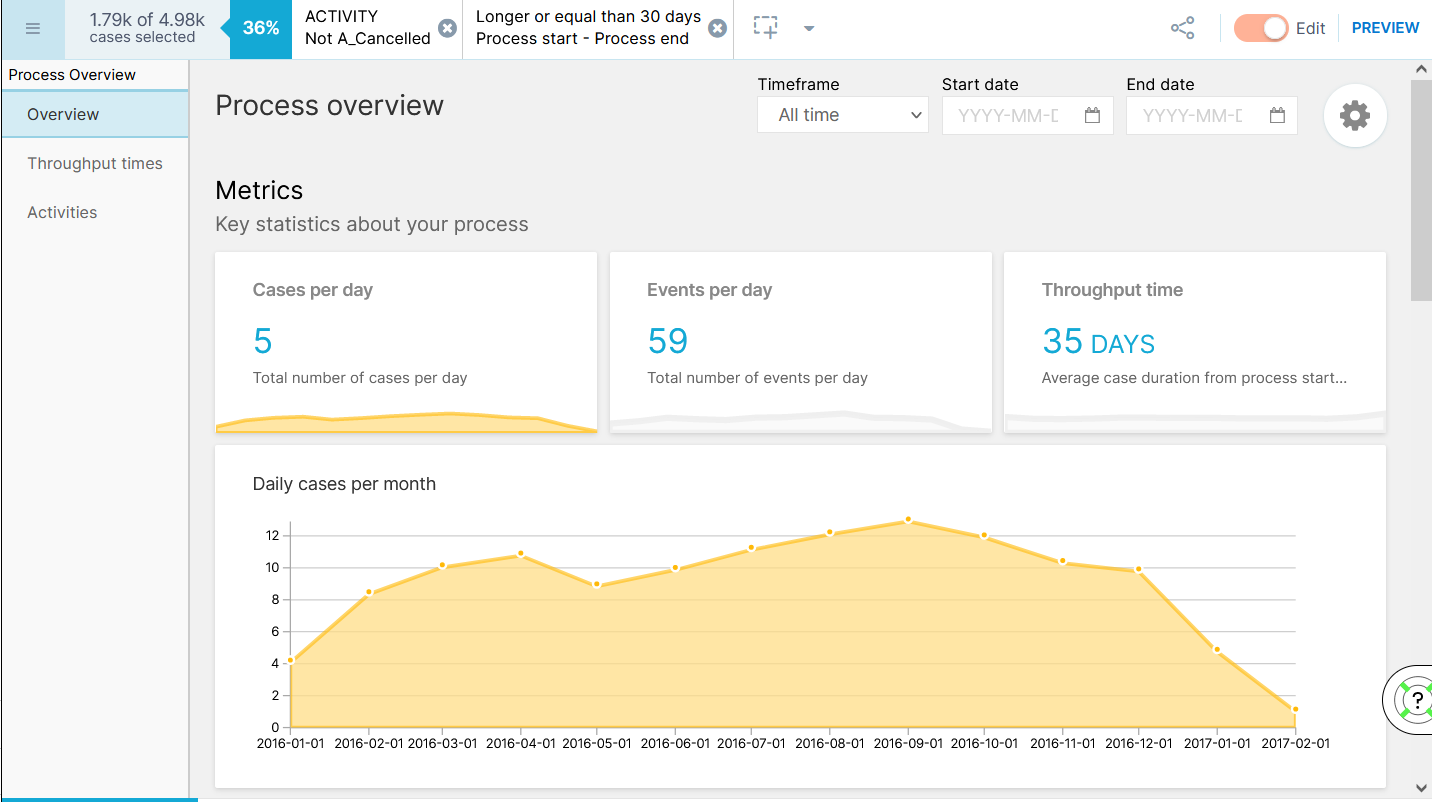 1.79k of 4.98k
cases selected
36%
ACTIVITY
Not A_Cancelled
Longer or equal than 30 days
Process start - Process end
Edit
PREVIEW
Process Overview
Overview
Throughput times
Activities
Process overview
Timeframe
All time
Start date
YYYY-MM-D
End date
YYYY-MM-D
Metrics
Key statistics about your process
Cases per day
5
Total number of cases per day
Events per day
59
Total number of events per day
Throughput time
35 DAYS
Average case duration from process start...
Daily cases per month
12
10
8
6
4
2
0
2016-01-01 2016-02-01 2016-03-01 2016-04-01 2016-05-01 2016-06-01 2016-07-01 2016-08-01 2016-09-01 2016-10-01 2016-11-01 2016-12-01 2017-01-01 2017-02-01
?